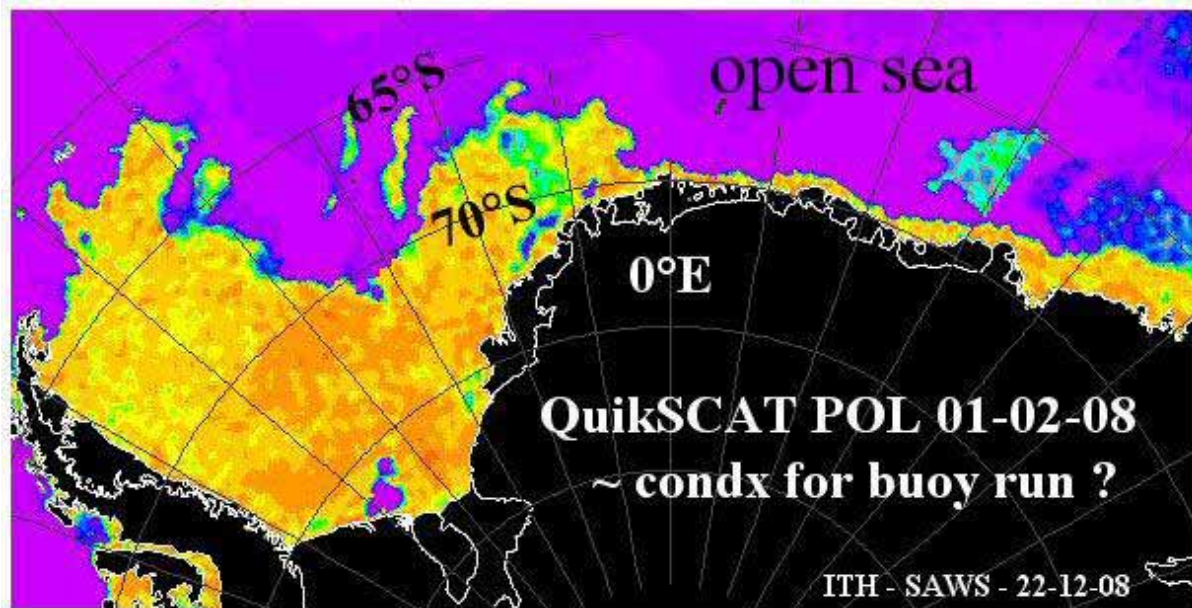 open sea
65°S
70°S
0°E
QuikSCAT POL 01-02-08
~ condx for buoy run ?
ITH - SAWS - 22-12-08